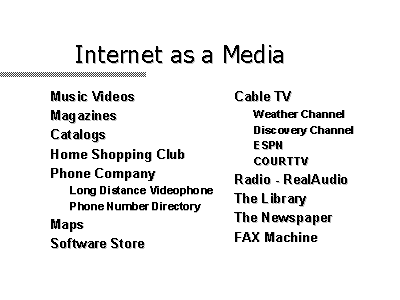 Internet as a Media
Music Videos
Magazines
Catalogs
Home Shopping Club
Phone Company
Long Distance Videophone
Phone Number Directory
Maps
Software Store
Cable TV
Weather Channel
Discovery Channel
ESPN
COURTTV
Radio - RealAudio
The Library
The Newspaper
FAX Machine